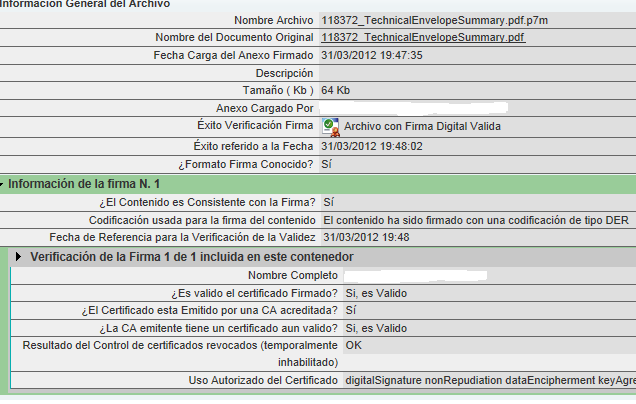 Información General del Archivo
Nombre Archivo 118372_TechnicalEnvelopeSummary.pdf.p7m
Nombre del Documento Original 118372_TechnicalEnvelopeSummary.pdf
Fecha Carga del Anexo Firmado 31/03/2012 19:47:35
Descripción
Tamaño ( Kb ) 64 Kb
Anexo Cargado Por
Éxito Verificación Firma Archivo con Firma Digital Valida
Éxito referido a la Fecha 31/03/2012 19:48:02
¿Formato Firma Conocido? Sí
Información de la firma N. 1
¿El Contenido es Consistente con la Firma? Sí
Codificación usada para la firma del contenido El contenido ha sido firmado con una codificación de tipo DER
Fecha de Referencia para la Verificación de la Validez 31/03/2012 19:48
Verificación de la Firma 1 de 1 incluida en este contenedor
Nombre Completo
¿Es valido el certificado Firmado? Si, es Valido
¿El Certificado esta Emitido por una CA acreditada? Sí
¿La CA emitente tiene un certificado aun valido? Si, es Valido
Resultado del Control de certificados revocados (temporalmente OK
inhabilitado)
Uso Autorizado del Certificado digitalSignature nonRepudiation dataEncipherment keyAgre